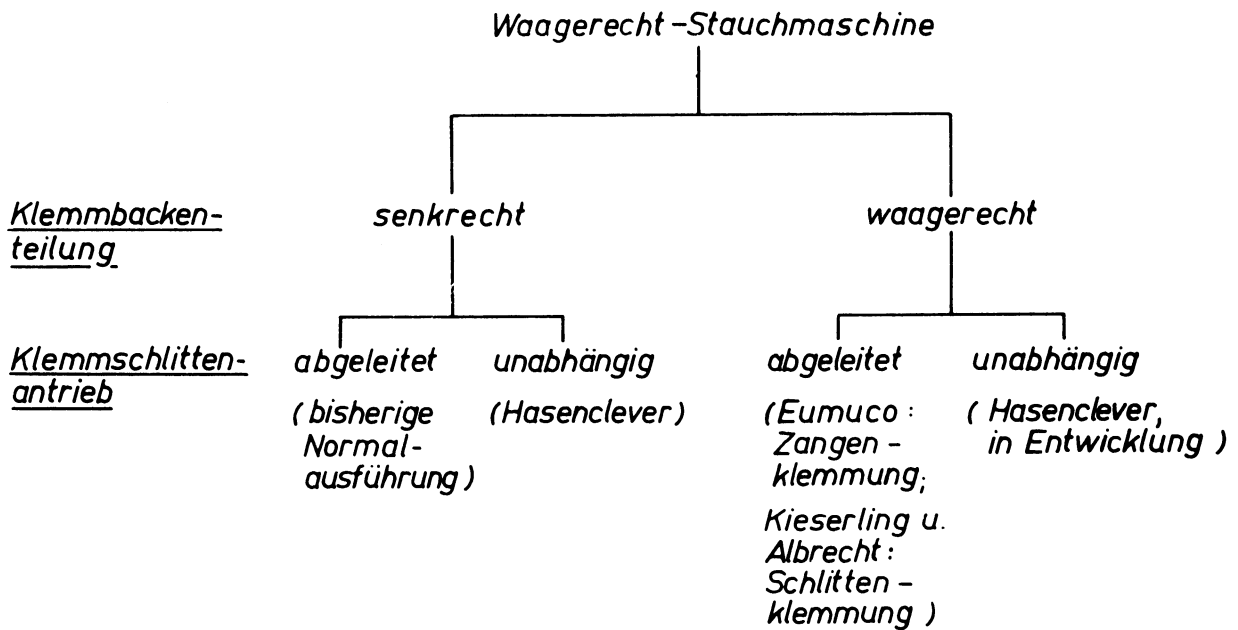 Waagerecht-Stauchmaschine
Klemmbacken-
teilung
senkrecht
waagerecht
Klemmschlitten-
antrieb
abgeleitet
(bisherige
Normal-
ausführung)
unabhängig
(Hasenclever)
abgeleitet
(Eumuco:
Zangen-
klemmung;
Kieserling u.
Albrecht:
Schlitten-
klemmung)
unabhängig
(Hasenclever,
in Entwicklung)